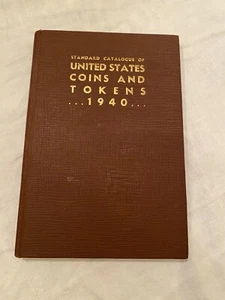 STANDARD CATALOGUE OF
UNITED STATES
COINS AND
TOKENS
...1940...